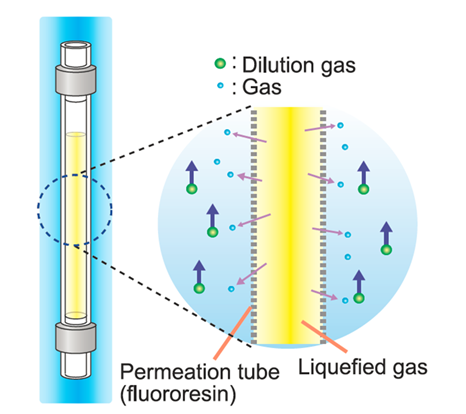 : Dilution gas
: Gas
Permeation tube
(fluororesin)
Liquefied gas